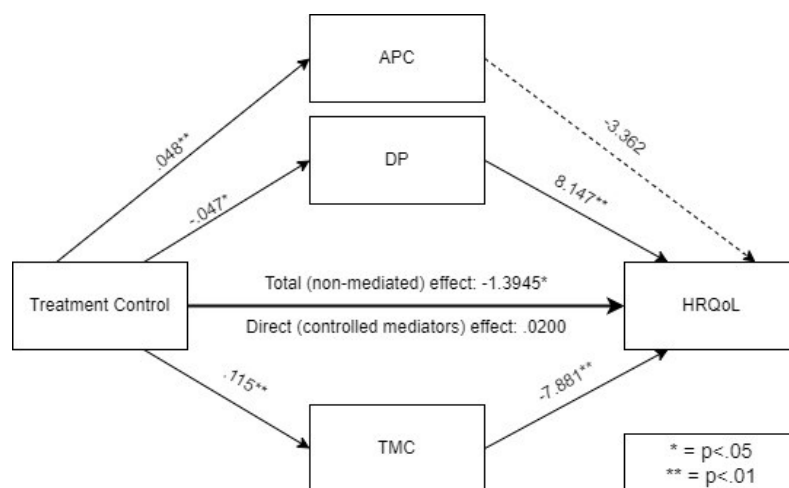 APC
.048**
-3.362
DP
-.047*
8.147**
Treatment Control
Total (non-mediated) effect: -1.3945*
Direct (controlled mediators) effect: .0200
HRQoL
.115**
-7.881**
TMC
* = p<.05
** = p<.01